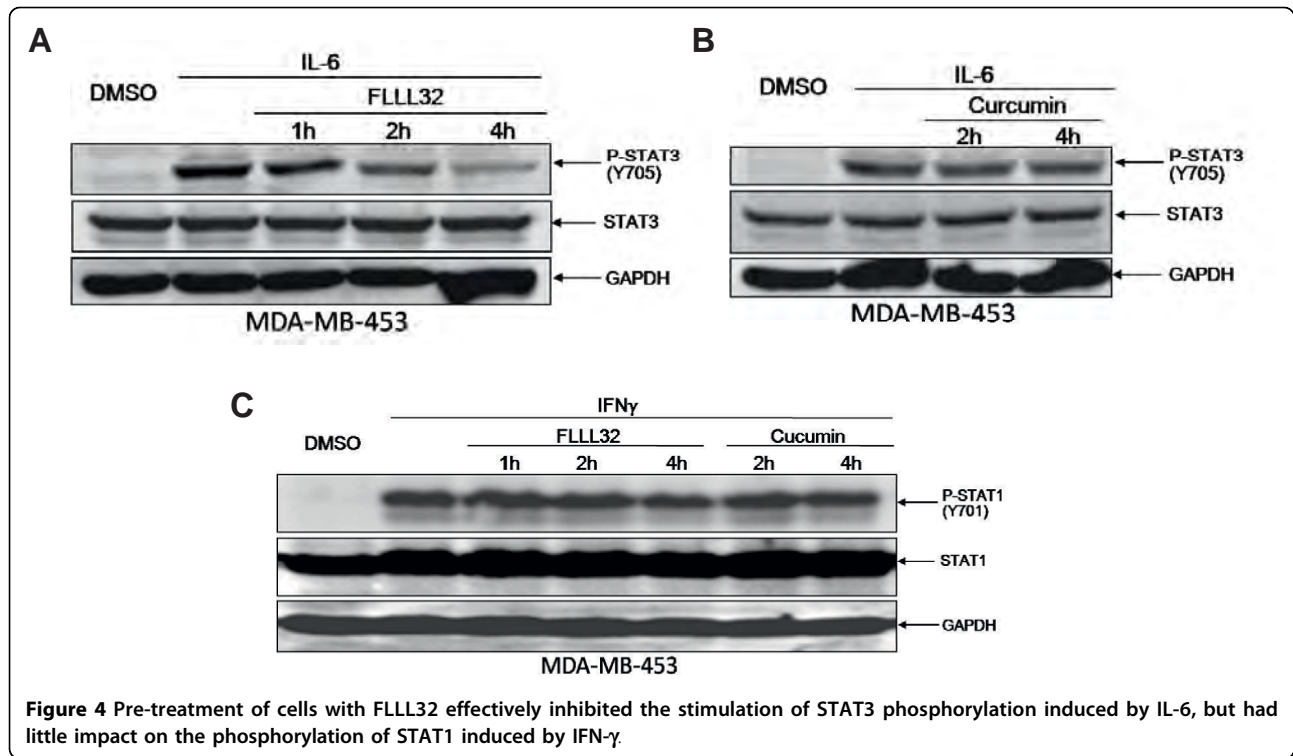 A
IL-6
DMSO
FLLL32
1h 2h 4h
P-STAT3
(Y705)
STAT3
GAPDH
MDA-MB-453
B
IL-6
DMSO
Curcumin
2h 4h
P-STAT3
(Y705)
STAT3
GAPDH
MDA-MB-453
C
IFNγ
DMSO
FLLL32 Cucumin
1h 2h 4h 2h 4h
P-STAT1
(Y701)
STAT1
GAPDH
MDA-MB-453
Figure 4 Pre-treatment of cells with FLLL32 effectively inhibited the stimulation of STAT3 phosphorylation induced by IL-6, but had
little impact on the phosphorylation of STAT1 induced by IFN-γ.